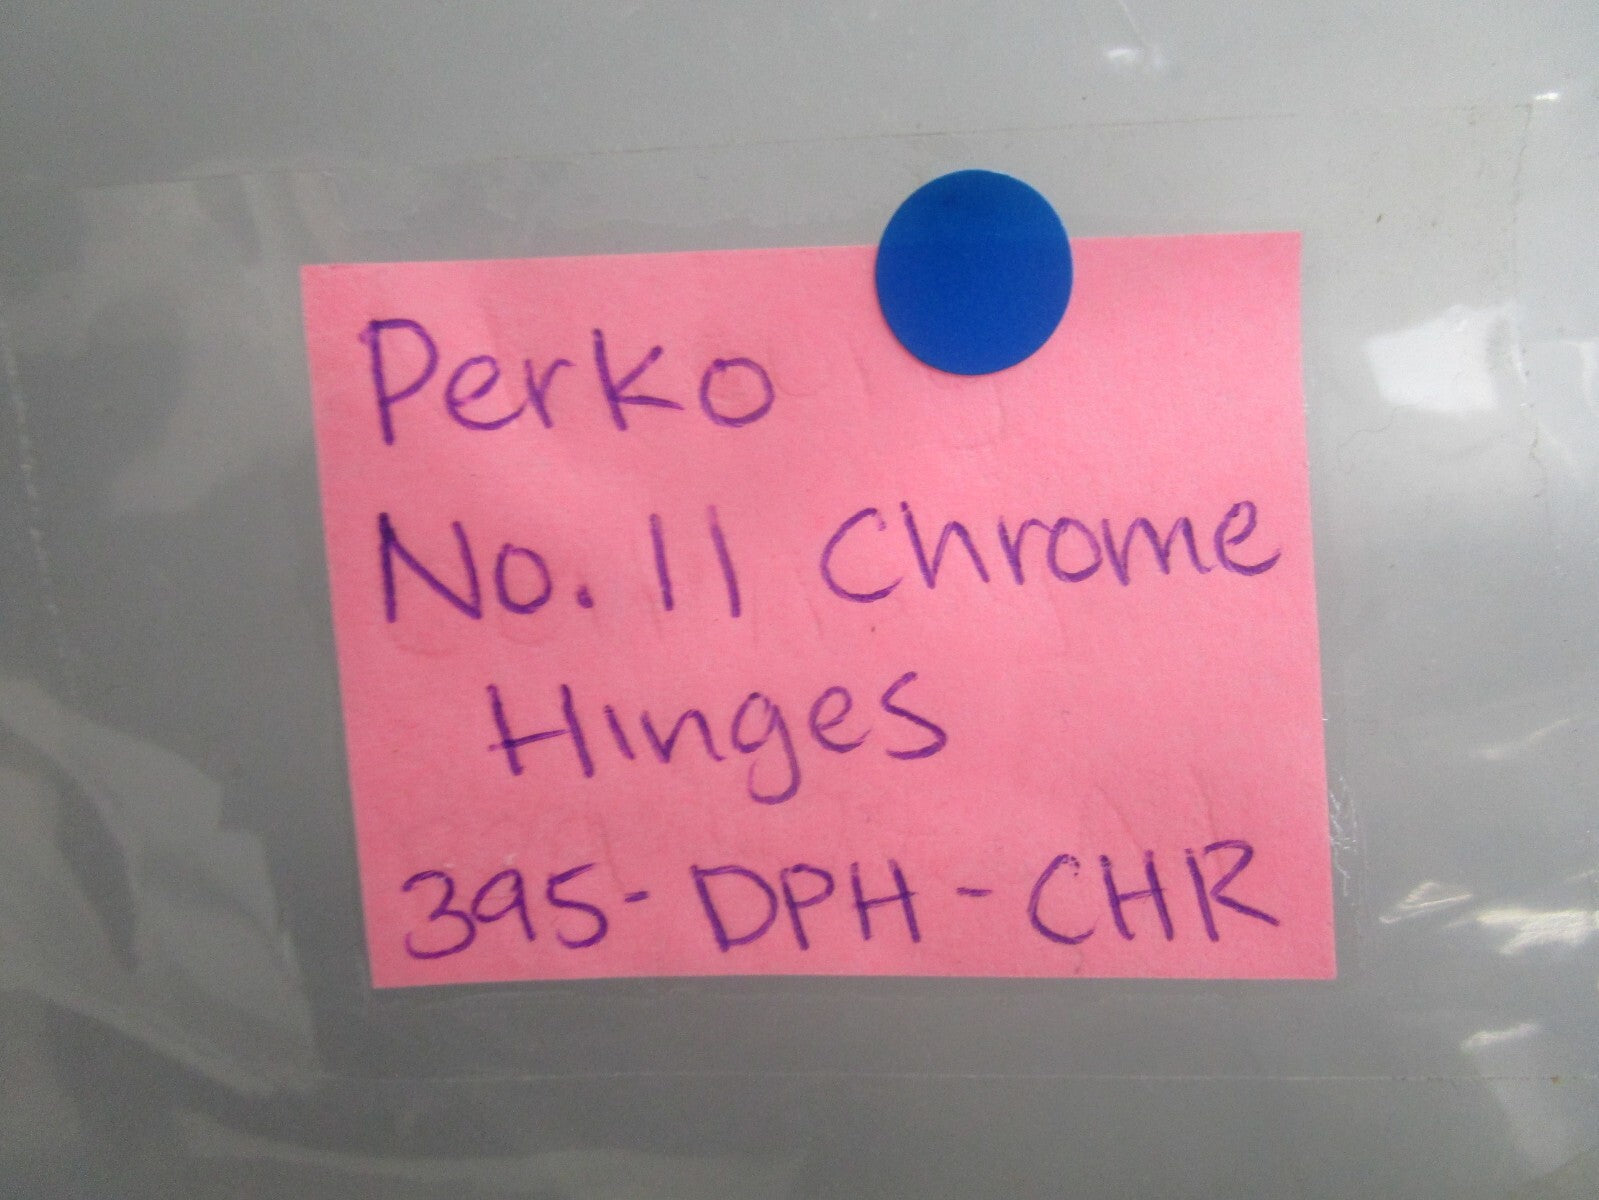 Perko
No. 11 Chrome
Hinges
395-DPH-CHR